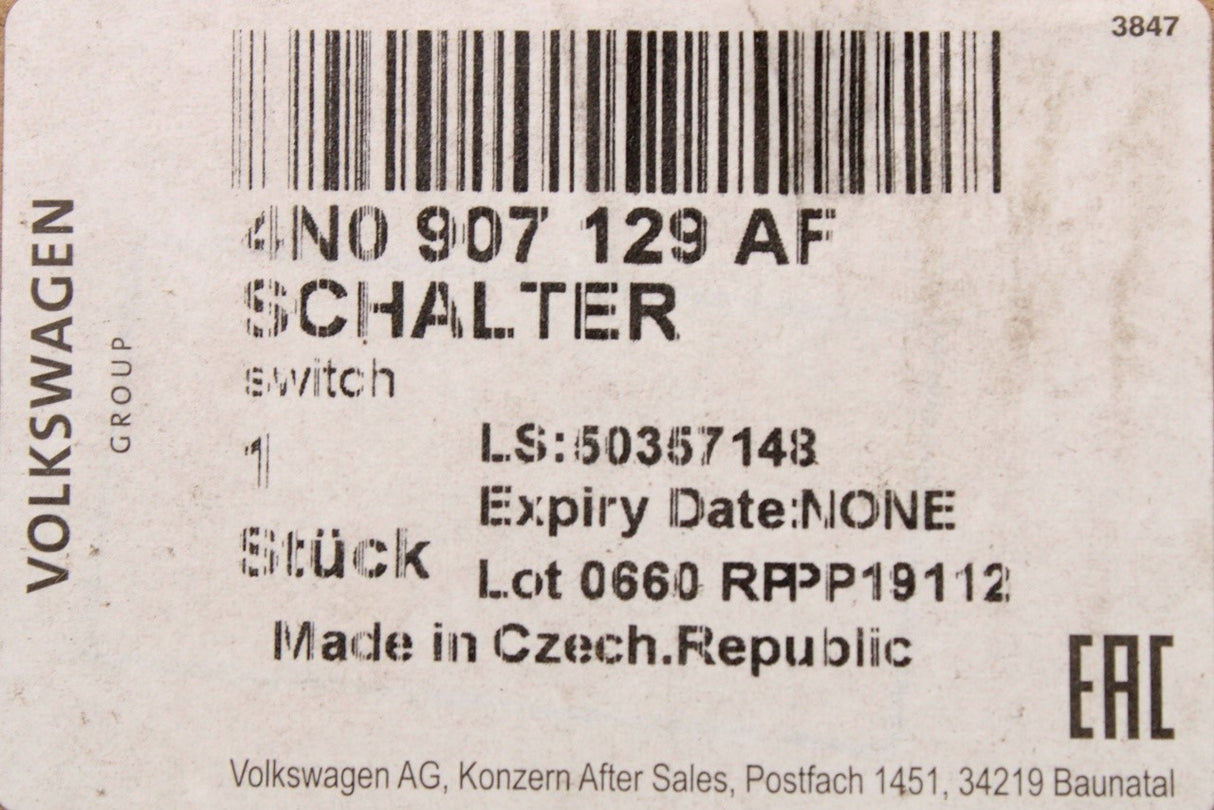 3847
VOLKSWAGEN
GROUP
4N0 907 129 AF
SCHALTER
switch
1
Stück
LS:50357148
Expiry Date:NONE
Lot 0660 RPPP19112
Made in Czech.Republic
EAC
Volkswagen AG, Konzern After Sales, Postfach 1451, 34219 Baunatal